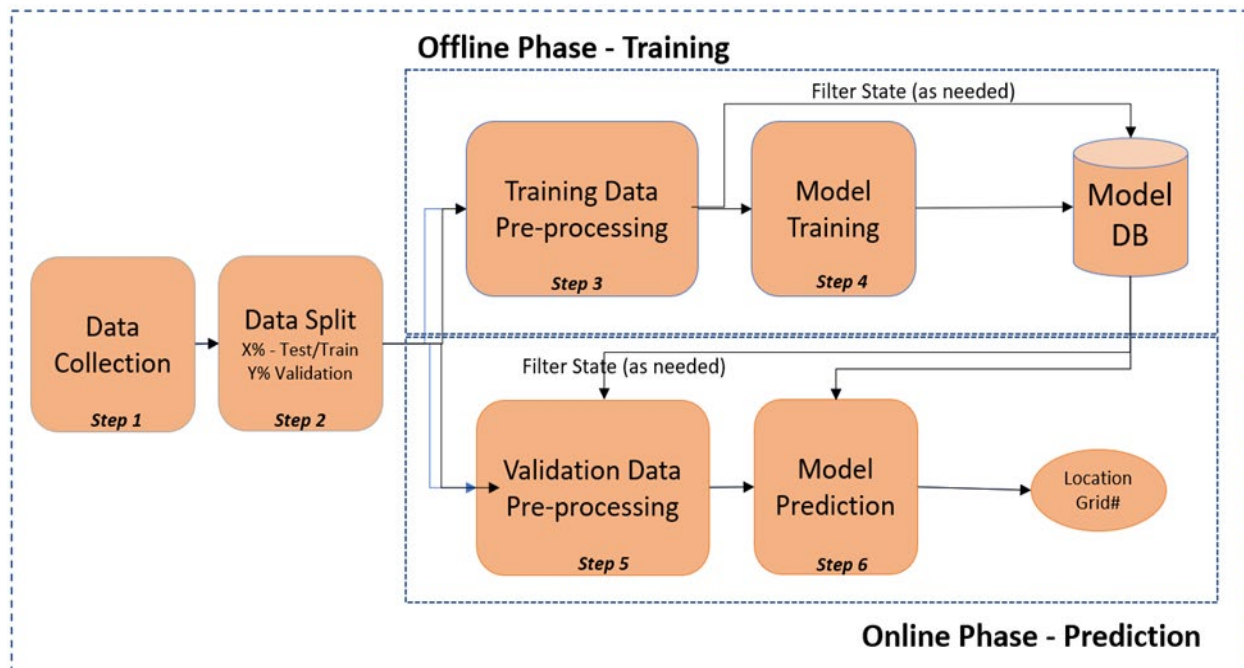 Offline Phase - Training
Filter State (as needed)
Training Data
Pre-processing
Step 3
Model
Training
Step 4
Model
DB
Data
Collection
Step 1
Data Split
X% - Test/Train
Y% Validation
Step 2
Filter State (as needed)
Validation Data
Pre-processing
Step 5
Model
Prediction
Step 6
Location
Grid#
Online Phase - Prediction